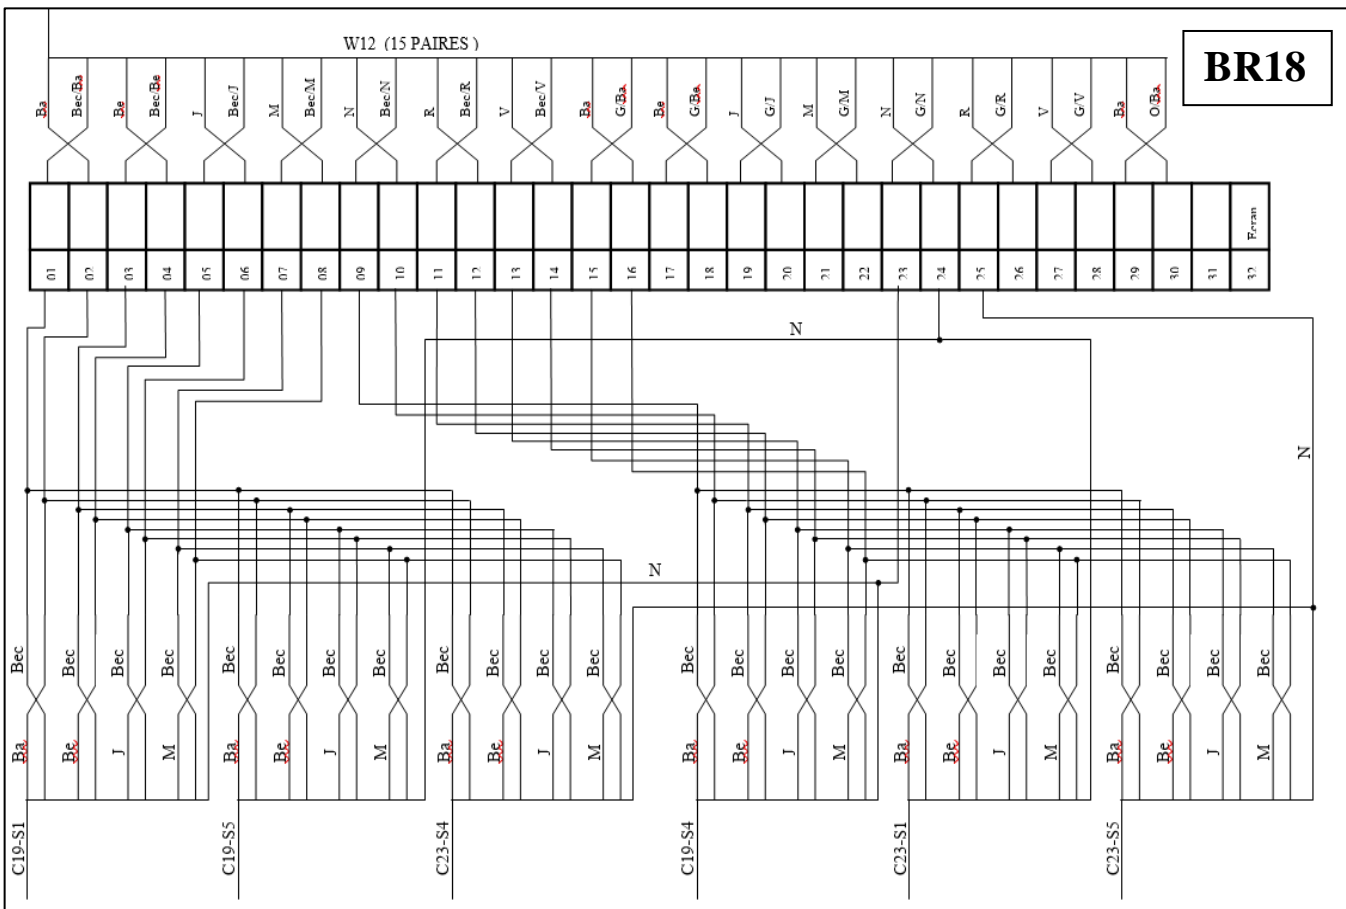 W12 (15 PAIRES )
BR18
Ba Bec/Ba Be Bec/Be J Bec/J M Bec/M N Bec/N R Bec/R V Bec/V Ba G/Ba Be G/Be J G/J M G/M N G/N R G/R V G/V Ba O/Ba
Ecran
01 02 03 04 05 06 07 08 09 10 11 12 13 14 15 16 17 18 19 20 21 22 23 24 25 26 27 28 29 30 31 32
N
N
N
Bec Bec Bec Bec Bec Bec Bec Bec Bec Bec Bec Bec Bec Bec Bec Bec Bec Bec Bec Bec Bec Bec Bec Bec
Ba Be J M Ba Be J M Ba Be J M Ba Be J M Ba Be J M Ba Be J M
C19-S1 C19-S5 C23-S4 C19-S4 C23-S1 C23-S5